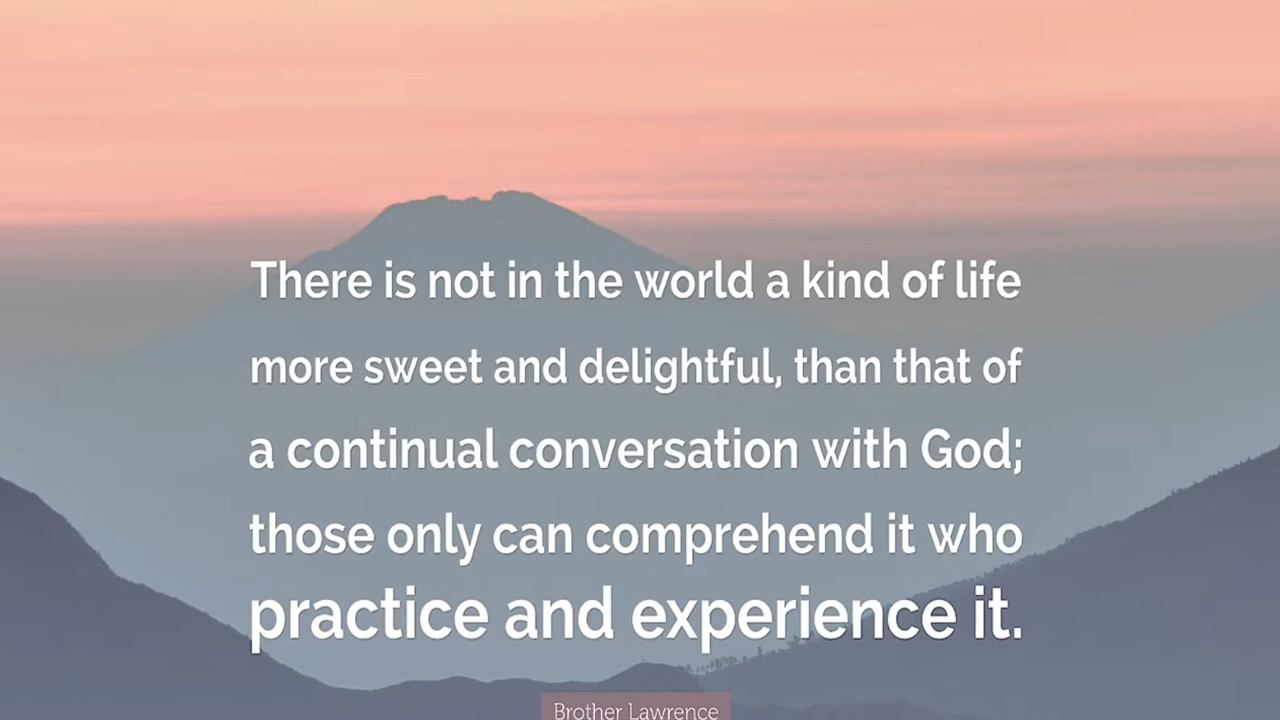 There is not in the world a kind of life
more sweet and delightful, than that of
a continual conversation with God;
those only can comprehend it who
practice and experience it.
Brother Lawrence